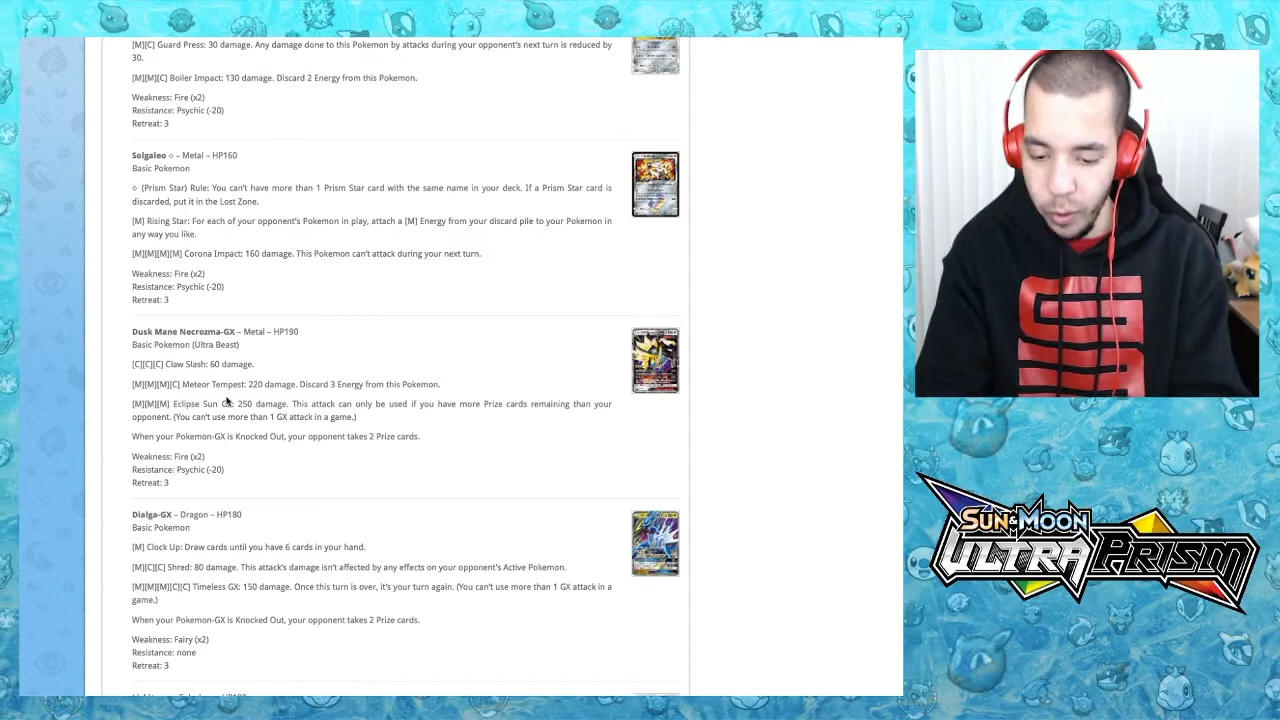 [M][C] Guard Press: 30 damage. Any damage done to this Pokemon by attacks during your opponent's next turn is reduced by
30.
[M][M][C] Boiler Impact: 130 damage. Discard 2 Energy from this Pokemon.
Weakness: Fire (x2)
Resistance: Psychic (-20)
Retreat: 3
Solgaleo ◇ – Metal – HP160
Basic Pokemon
◇ (Prism Star) Rule: You can't have more than 1 Prism Star card with the same name in your deck. If a Prism Star card is
discarded, put it in the Lost Zone.
[M] Rising Star: For each of your opponent's Pokemon in play, attach a [M] Energy from your discard pile to your Pokemon in
any way you like.
[M][M][M][M] Corona Impact: 160 damage. This Pokemon can't attack during your next turn.
Weakness: Fire (x2)
Resistance: Psychic (-20)
Retreat: 3
Dusk Mane Necrozma-GX – Metal – HP190
Basic Pokemon (Ultra Beast)
[C][C][C] Claw Slash: 60 damage.
[M][M][M][C] Meteor Tempest: 220 damage. Discard 3 Energy from this Pokemon.
[M][M][M] Eclipse Sun 250 damage. This attack can only be used if you have more Prize cards remaining than your
opponent. (You can't use more than 1 GX attack in a game.)
When your Pokemon-GX is Knocked Out, your opponent takes 2 Prize cards.
Weakness: Fire (x2)
Resistance: Psychic (-20)
Retreat: 3
Dialga-GX – Dragon – HP180
Basic Pokemon
[M] Clock Up: Draw cards until you have 6 cards in your hand.
[M][C][C] Shred: 80 damage. This attack's damage isn't affected by any effects on your opponent's Active Pokemon.
[M][M][M][C][C] Timeless GX: 150 damage. Once this turn is over, it's your turn again. (You can't use more than 1 GX attack in a
game.)
When your Pokemon-GX is Knocked Out, your opponent takes 2 Prize cards.
Weakness: Fairy (x2)
Resistance: none
Retreat: 3
SUN & MOON
ULTRA PRISM